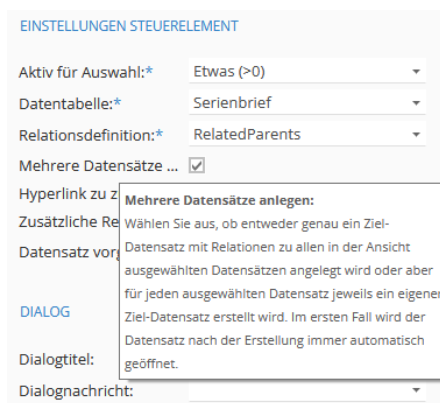 EINSTELLUNGEN STEUERELEMENT
Aktiv für Auswahl:* Etwas (>0)
Datentabelle:* Serienbrief
Relationsdefinition:* RelatedParents
Mehrere Datensätze ...
Hyperlink zu z
Zusätzliche Re
Datensatz vorg
Mehrere Datensätze anlegen:
Wählen Sie aus, ob entweder genau ein Ziel-
Datensatz mit Relationen zu allen in der Ansicht
ausgewählten Datensätzen angelegt wird oder aber
für jeden ausgewählten Datensatz jeweils ein eigener
Ziel-Datensatz erstellt wird. Im ersten Fall wird der
Datensatz nach der Erstellung immer automatisch
geöffnet.
DIALOG
Dialogtitel:
Dialognachricht: